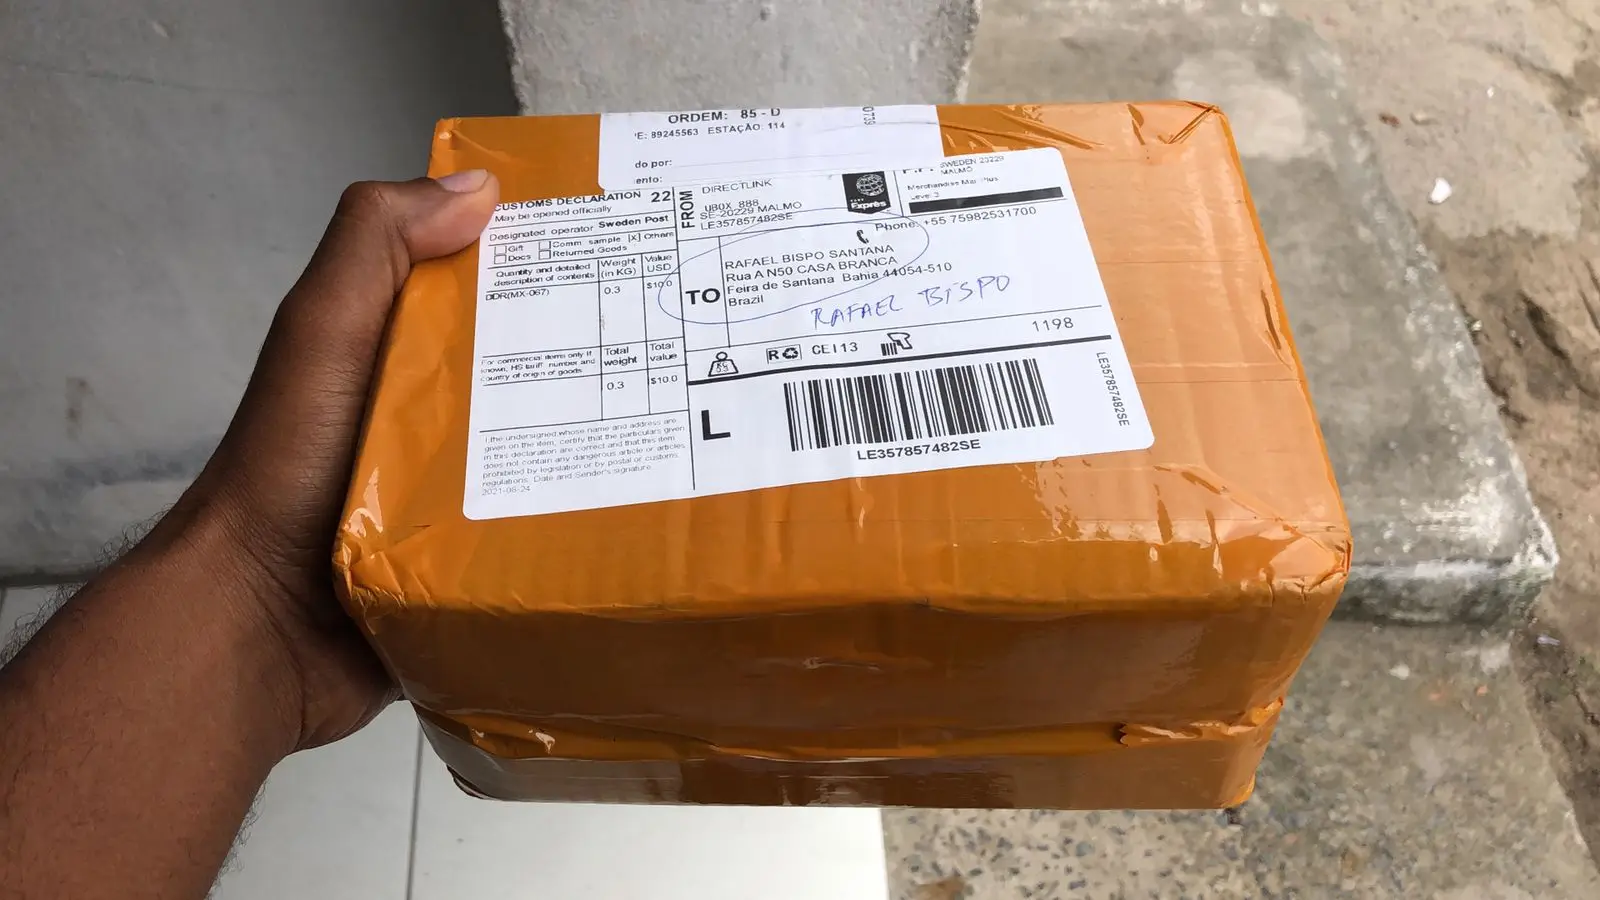 ORDEM: 85 - D
E: 89245563 ESTAÇÃO: 114
0739
do por:
ento:
CUSTOMS DECLARATION 22
May be opened officially
Designated operator Sweden Post
Gift Comm sample [X] Others
Docs Returned Goods
Quantity and detailed description of contents
Weight (in KG)
Value USD
DDR(MX-067) 0.3 $10.0
For commercial items only if known, HS tariff number and country of origin of goods
Total weight
Total value
0.3 $10.0
I,the undersigned,whose name and address are
given on the item, certify that the particulars given
in this declaration are correct and that this item
does not contain any dangerous article or articles
prohibited by legislation or by postal or customs
regulations. Date and Sender's signature
2021-08-24
FROM
DIRECTLINK
UBOX 888
SE-20229 MALMO
LE357857482SE
Exprès
SWEDEN 20229
MALMÖ
Merchandise Mail Plus
Level 3
Phone: +55 75982531700
TO
RAFAEL BISPO SANTANA
Rua A N50 CASA BRANCA
Feira de Santana Bahia 44054-510
Brazil
RAFAEL BISPO
R CE113
1198
L
LE357857482SE
LE357857482SE